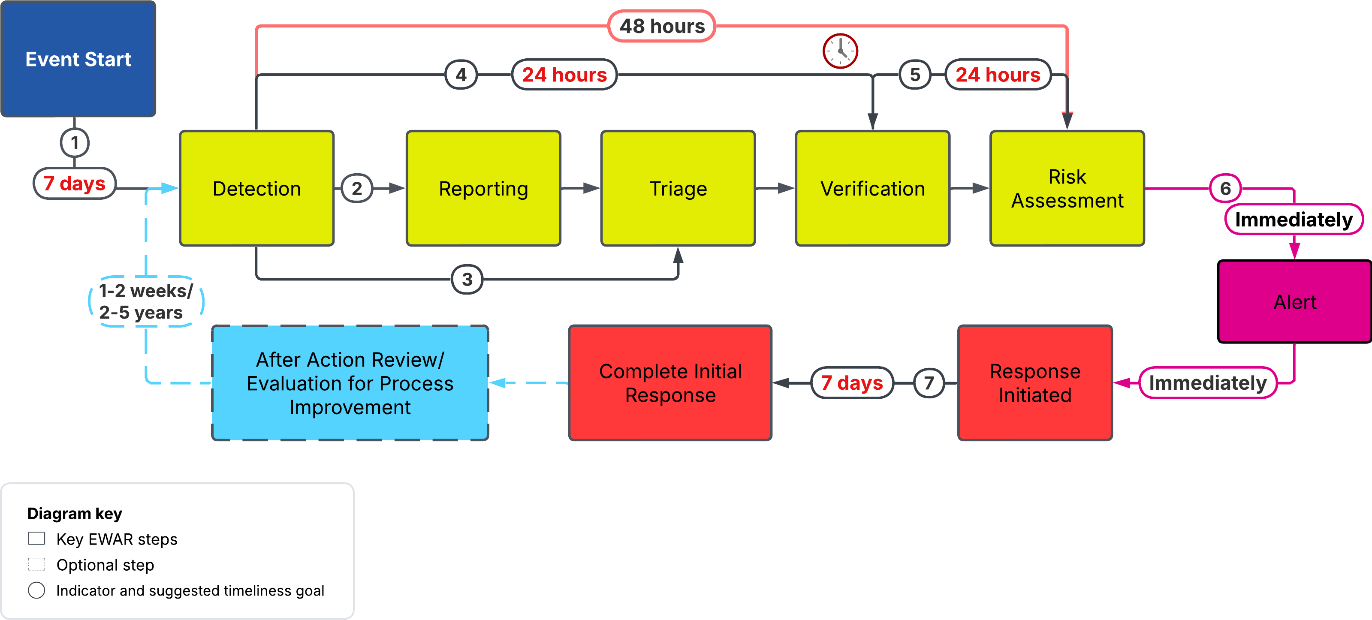 48 hours
Event Start
4
24 hours
5
24 hours
1
7 days
Detection
2
Reporting
Triage
Verification
Risk
Assessment
6
Immediately
3
1-2 weeks/
2-5 years
Alert
After Action Review/
Evaluation for Process
Improvement
Complete Initial
Response
7 days
7
Response
Initiated
Immediately
Diagram key
Key EWAR steps
Optional step
Indicator and suggested timeliness goal